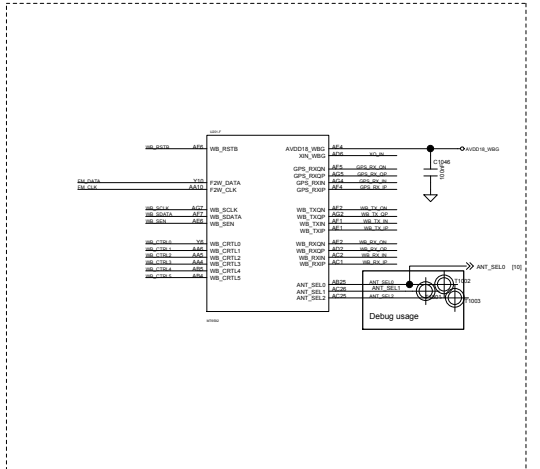 WB_RSTB AF6 WB_RSTB AVDD18_WBG AE4 AVDD18_WBG
XIN_WBG AD6 XO_IN
C1046
100nF
GPS_RXQN AE5 GPS_RX_QN
GPS_RXQP AG5 GPS_RX_QP
FM_DATA Y10 F2W_DATA GPS_RXIN AG4 GPS_RX_IN
FM_CLK AA10 F2W_CLK GPS_RXIP AF4 GPS_RX_IP
WB_SCLK AG7 WB_SCLK WB_TXQN AF2 WB_TX_QN
WB_SDATA AF7 WB_SDATA WB_TXQP AG2 WB_TX_QP
WB_SEN AE6 WB_SEN WB_TXIN AF1 WB_TX_IN
WB_TXIP AE1 WB_TX_IP
WB_CTRL0 Y6 WB_CRTL0 WB_RXQN AE2 WB_RX_QN
WB_CTRL1 AA6 WB_CRTL1 WB_RXQP AD2 WB_RX_QP
WB_CTRL2 AA5 WB_CRTL2 WB_RXIN AC2 WB_RX_IN
WB_CTRL3 AA4 WB_CRTL3 WB_RXIP AC1 WB_RX_IP
WB_CTRL4 AB5 WB_CRTL4
WB_CTRL5 AB4 WB_CRTL5
ANT_SEL0 [10]
ANT_SEL0 AB25 ANT_SEL0 T1002
ANT_SEL1 AC26 ANT_SEL1
ANT_SEL2 AC25 ANT_SEL2 T1003
Debug usage